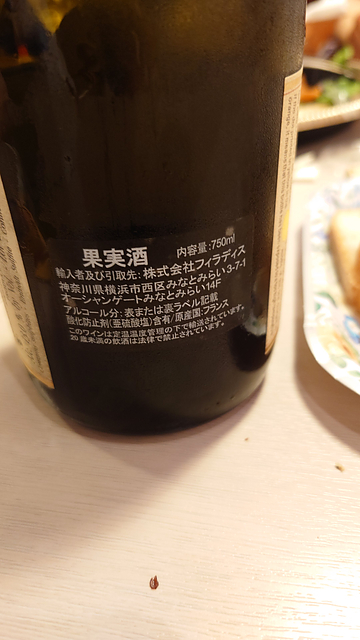 果実酒 内容量:750ml
輸入者及び引取先:株式会社フィラディス
神奈川県横浜市西区みなとみらい3-7-1
オーシャンゲートみなとみらい14F
アルコール分:表または裏ラベル記載
酸化防止剤(亜硫酸塩)含有/原産国:フランス
このワインは定温温度管理の下で輸送されています。
20歳未満の飲酒は法律で禁止されています。